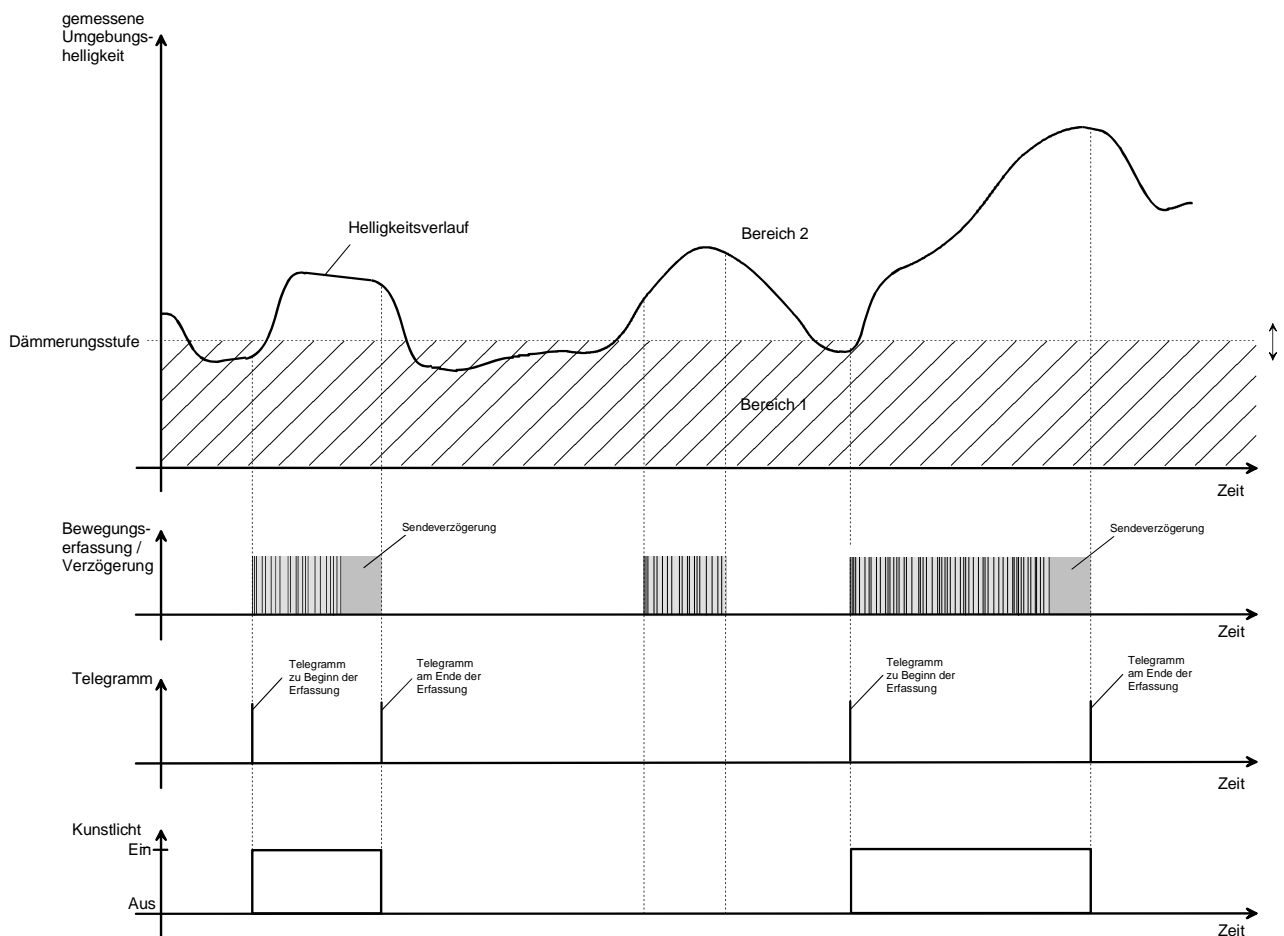 gemessene
Umgebungs-
helligkeit
Helligkeitsverlauf
Bereich 2
Dämmerungsstufe
Bereich 1
Zeit
Bewegungs-
erfassung /
Verzögerung
Sendeverzögerung
Sendeverzögerung
Zeit
Telegramm
Telegramm
zu Beginn der
Erfassung
Telegramm
am Ende der
Erfassung
Telegramm
zu Beginn der
Erfassung
Telegramm
am Ende der
Erfassung
Zeit
Kunstlicht
Ein
Aus
Zeit